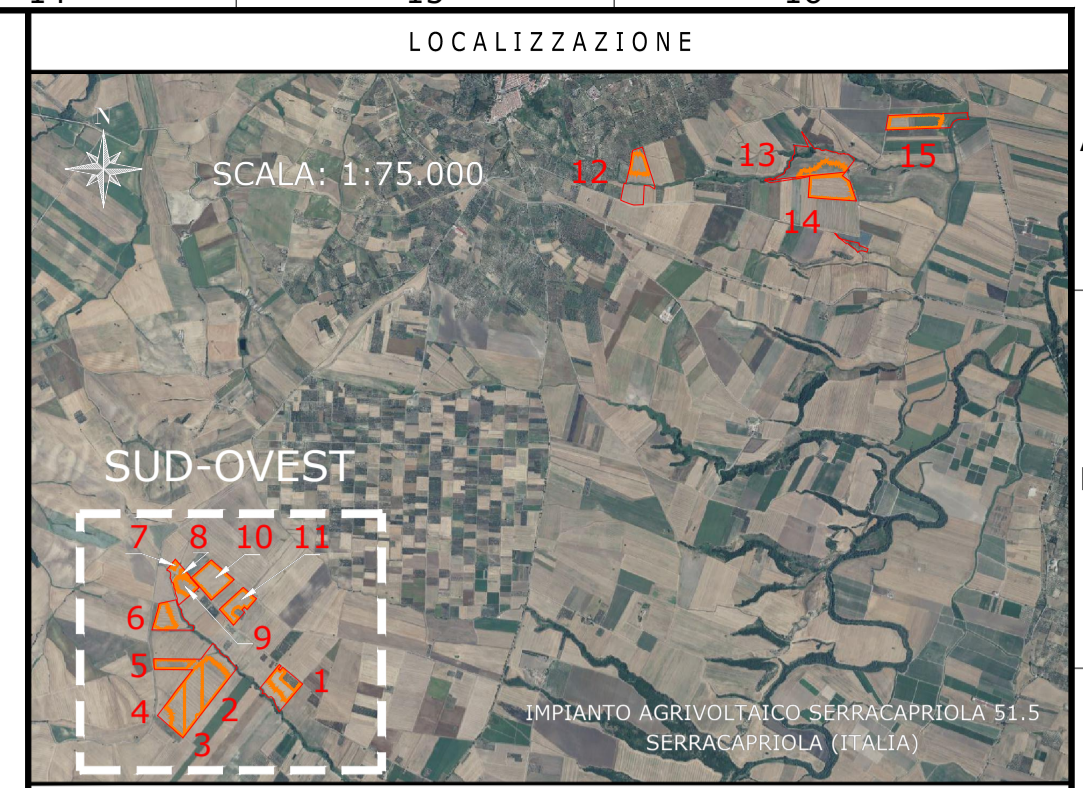 LOCALIZZAZIONE
N
SCALA: 1:75.000
12
13
14
15
SUD-OVEST
7
8
10
11
6
9
5
1
4
2
3
IMPIANTO AGRIVOLTAICO SERRACAPRIOLA 51.5
SERRACAPRIOLA (ITALIA)